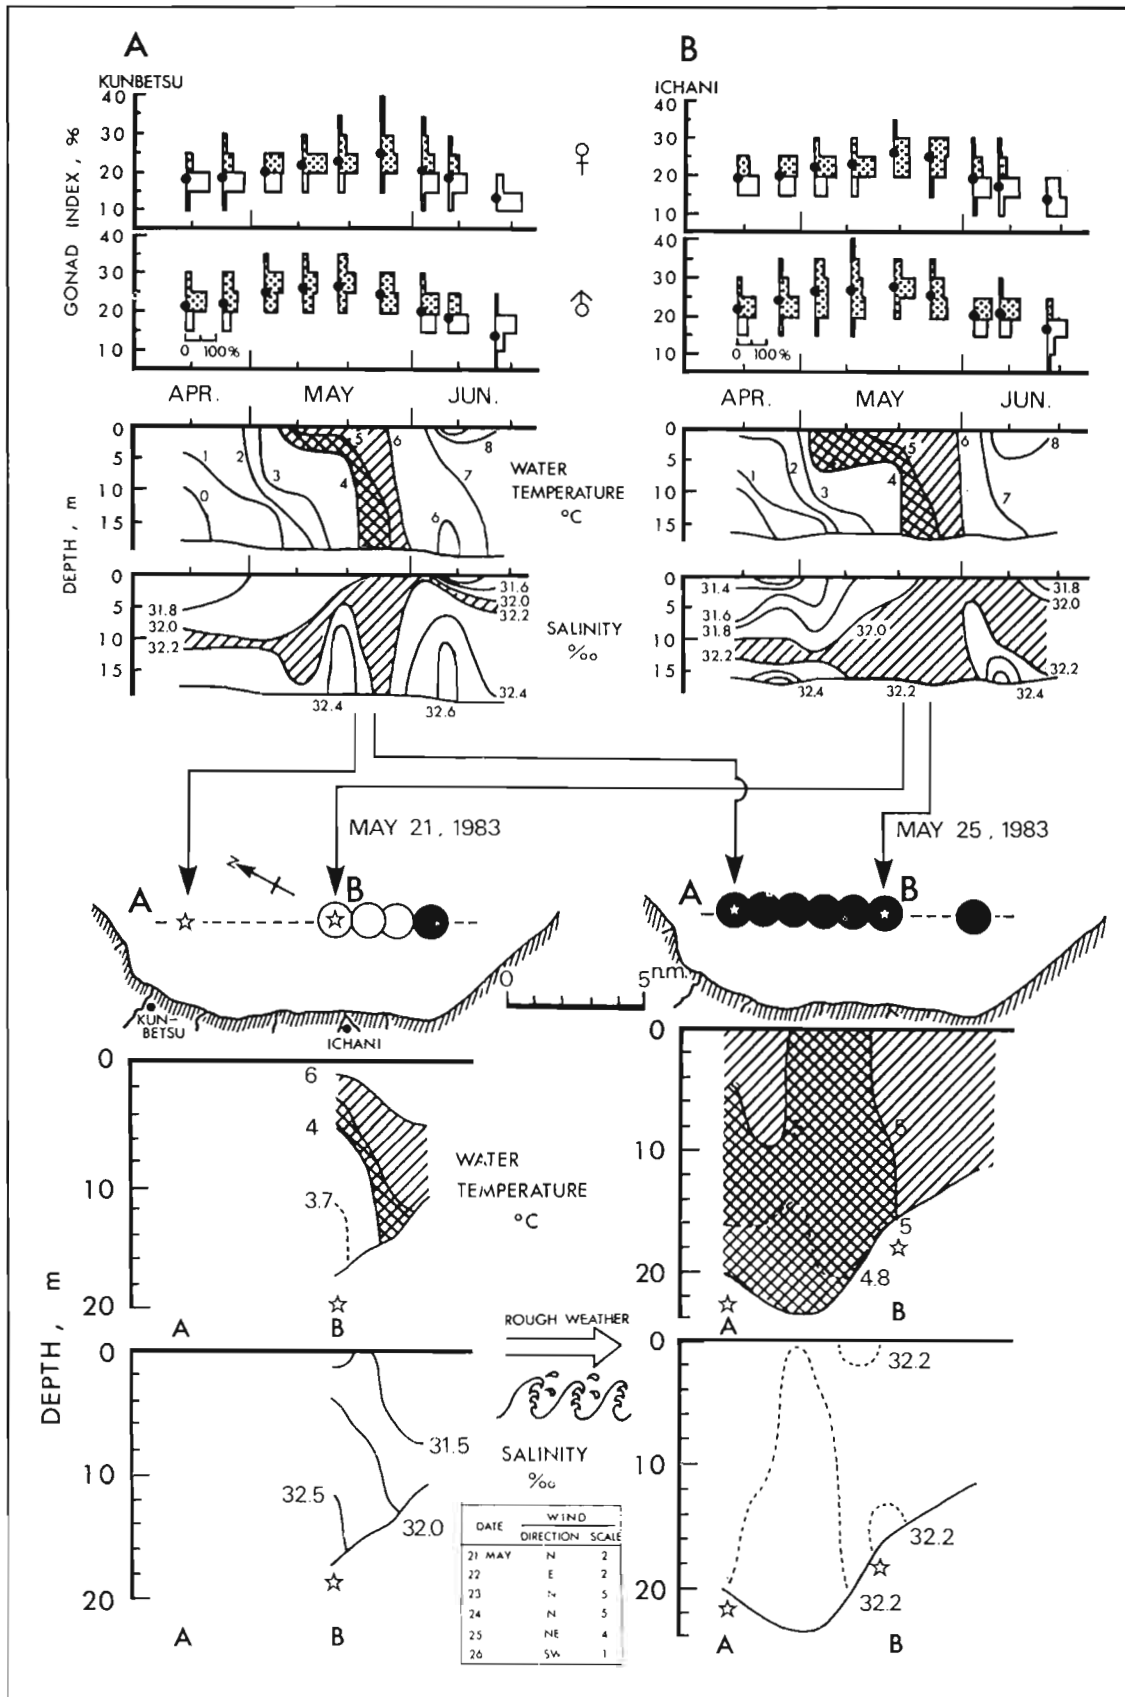 A
B
KUNBETSU
ICHANI
GONAD INDEX, %
40
30
20
10
40
30
20
10
♀
40
30
20
10
40
30
20
10
♂
0 100%
0 100%
APR. MAY JUN.
APR. MAY JUN.
DEPTH, m
0
5
10
15
0 1 2 3 4 5 6 7 8 6
WATER
TEMPERATURE
°C
0
5
10
15
1 2 3 4 5 6 7 8
0
5
10
15
31.8
32.0
32.2
31.6
32.0
32.2
32.4
32.4
32.6
SALINITY
‰
0
5
10
15
31.4
31.6
31.8
32.2
32.0
31.8
32.0
32.2
32.4
32.2
32.4
MAY 21, 1983
MAY 25, 1983
N
A
B
A
B
0 5 n.m.
KUN-
BETSU
ICHANI
DEPTH, m
0
10
20
6
4
3.7
A
B
WATER
TEMPERATURE
°C
0
10
20
5
5
4.8
A
B
ROUGH WEATHER
0
10
20
31.5
32.5
32.0
A
B
SALINITY
‰
0
10
20
32.2
32.2
32.2
A
B
DATE WIND
DIRECTION SCALE
21 MAY N 2
22 E 2
23 N 5
24 N 5
25 NE 4
26 SW 1